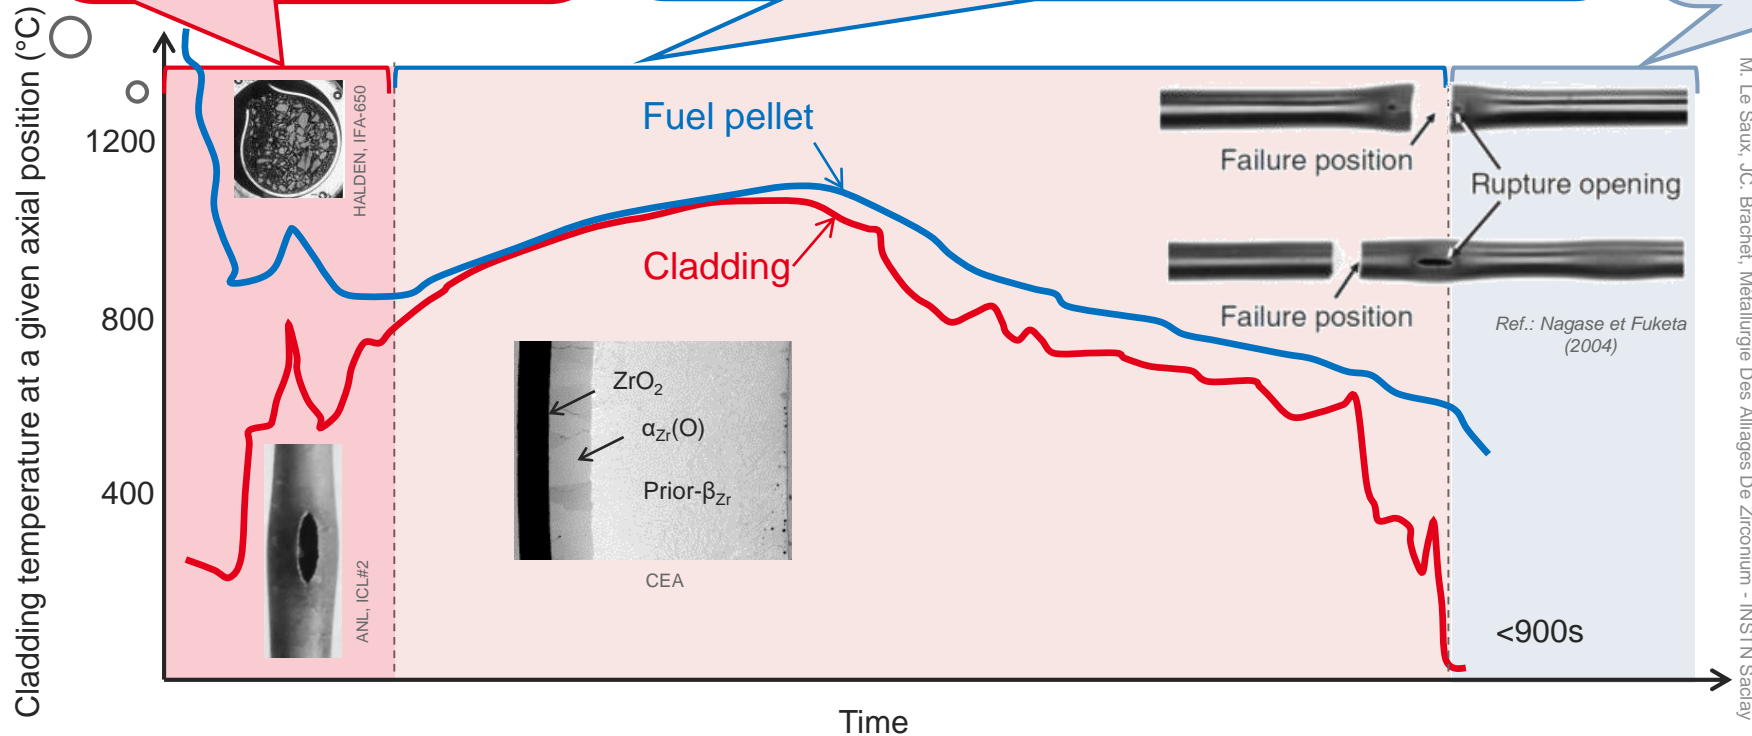 Cladding temperature at a given axial position (°C)
1200
800
400
HALDEN, IFA-650
ANL, ICL#2
Fuel pellet
Cladding
ZrO2
αZr(O)
Prior-βZr
CEA
Failure position
Rupture opening
Failure position
Ref.: Nagase et Fuketa
(2004)
<900s
Time
M. Le Saux, JC. Brachet, Métallurgie Des Alliages De Zirconium - INSTN Saclay